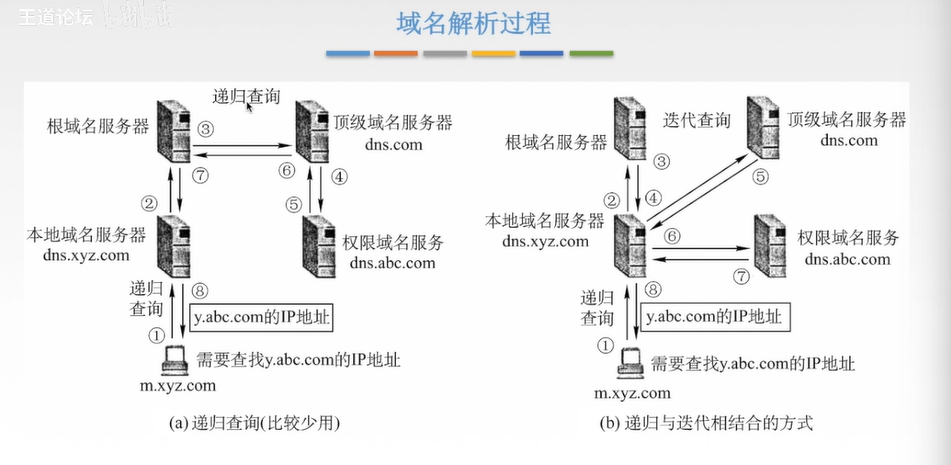 王道论坛
域名解析过程
递归查询
根域名服务器
③
顶级域名服务器
dns.com
⑦
⑥
④
②
⑤
本地域名服务器
dns.xyz.com
权限域名服务
dns.abc.com
递归
查询
⑧
y.abc.com的IP地址
①
需要查找y.abc.com的IP地址
m.xyz.com
(a) 递归查询(比较少用)
迭代查询
根域名服务器
顶级域名服务器
dns.com
③
②
④
⑤
本地域名服务器
dns.xyz.com
⑥
权限域名服务
dns.abc.com
⑦
递归
查询
⑧
y.abc.com的IP地址
①
需要查找y.abc.com的IP地址
m.xyz.com
(b) 递归与迭代相结合的方式